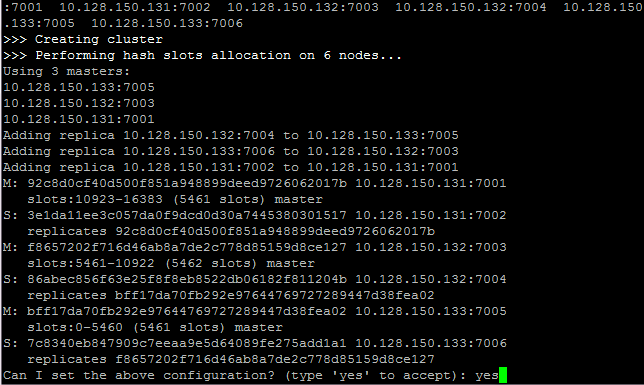 :7001  10.128.150.131:7002  10.128.150.132:7003  10.128.150.132:7004  10.128.150
.133:7005  10.128.150.133:7006
>>> Creating cluster
>>> Performing hash slots allocation on 6 nodes...
Using 3 masters:
10.128.150.133:7005
10.128.150.132:7003
10.128.150.131:7001
Adding replica 10.128.150.132:7004 to 10.128.150.133:7005
Adding replica 10.128.150.133:7006 to 10.128.150.132:7003
Adding replica 10.128.150.131:7002 to 10.128.150.131:7001
M: 92c8d0cf40d500f851a948899deed9726062017b 10.128.150.131:7001
   slots:10923-16383 (5461 slots) master
S: 3e1da11ee3c057da0f9dcd0d30a7445380301517 10.128.150.131:7002
   replicates 92c8d0cf40d500f851a948899deed9726062017b
M: f8657202f716d46ab8a7de2c778d85159d8ce127 10.128.150.132:7003
   slots:5461-10922 (5462 slots) master
S: 86abec856f63e25f8f8eb8522db06182f811204b 10.128.150.132:7004
   replicates bff17da70fb292e97644769727289447d38fea02
M: bff17da70fb292e97644769727289447d38fea02 10.128.150.133:7005
   slots:0-5460 (5461 slots) master
S: 7c8340eb847909c7eeaa9e5d64089fe275add1a1 10.128.150.133:7006
   replicates f8657202f716d46ab8a7de2c778d85159d8ce127
Can I set the above configuration? (type 'yes' to accept): yes